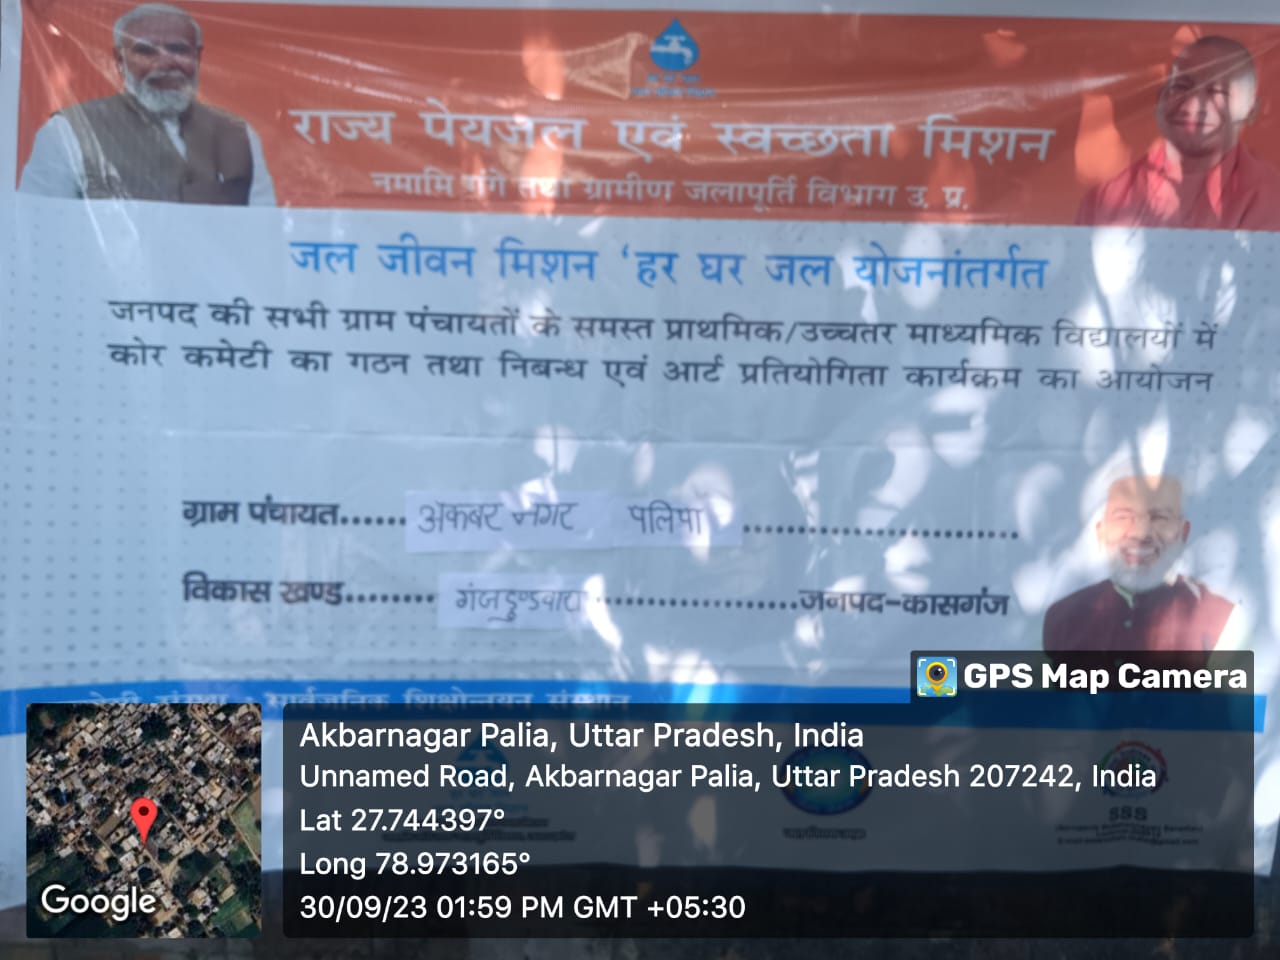 राज्य पेयजल एवं स्वच्छता मिशन
नमामि गंगे तथा ग्रामीण जलापूर्ति विभाग उ. प्र.
जल जीवन मिशन 'हर घर जल योजनांतर्गत
जनपद की सभी ग्राम पंचायतों के समस्त प्राथमिक/उच्चतर माध्यमिक विद्यालयों में
कोर कमेटी का गठन तथा निबन्ध एवं आर्ट प्रतियोगिता कार्यक्रम का आयोजन
ग्राम पंचायत...... अकबर नगर पलिया ..............................
विकास खण्ड......... गंजडुण्डवारा ......................जनपद-कासगंज
सार्वजनिक शिक्षोन्नयन संस्थान
GPS Map Camera
Akbarnagar Palia, Uttar Pradesh, India
Unnamed Road, Akbarnagar Palia, Uttar Pradesh 207242, India
Lat 27.744397°
Long 78.973165°
30/09/23 01:59 PM GMT +05:30
Google
SSS